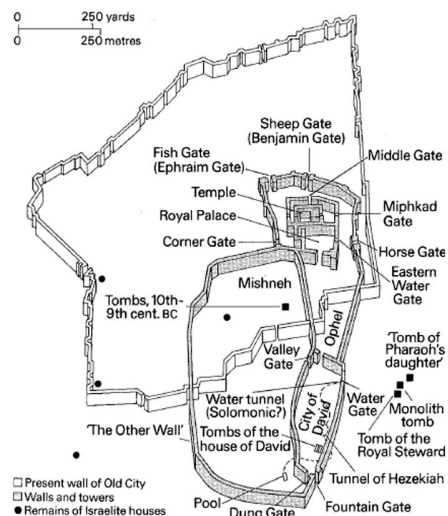 0 250 yards
0 250 metres
Sheep Gate
(Benjamin Gate)
Fish Gate
(Ephraim Gate)
Middle Gate
Temple
Miphkad
Gate
Royal Palace
Corner Gate
Horse Gate
Eastern
Water
Gate
Mishneh
Tombs, 10th-
9th cent. BC
Ophel
Valley
Gate
'Tomb of
Pharaoh's
daughter'
Water tunnel
(Solomonic?)
Water
Gate
City of
David
Monolith
tomb
'The Other Wall'
Tombs of the
house of David
Tomb of the
Royal Steward
Tunnel of Hezekiah
Pool
Dung Gate
Fountain Gate
Present wall of Old City
Walls and towers
Remains of Israelite houses